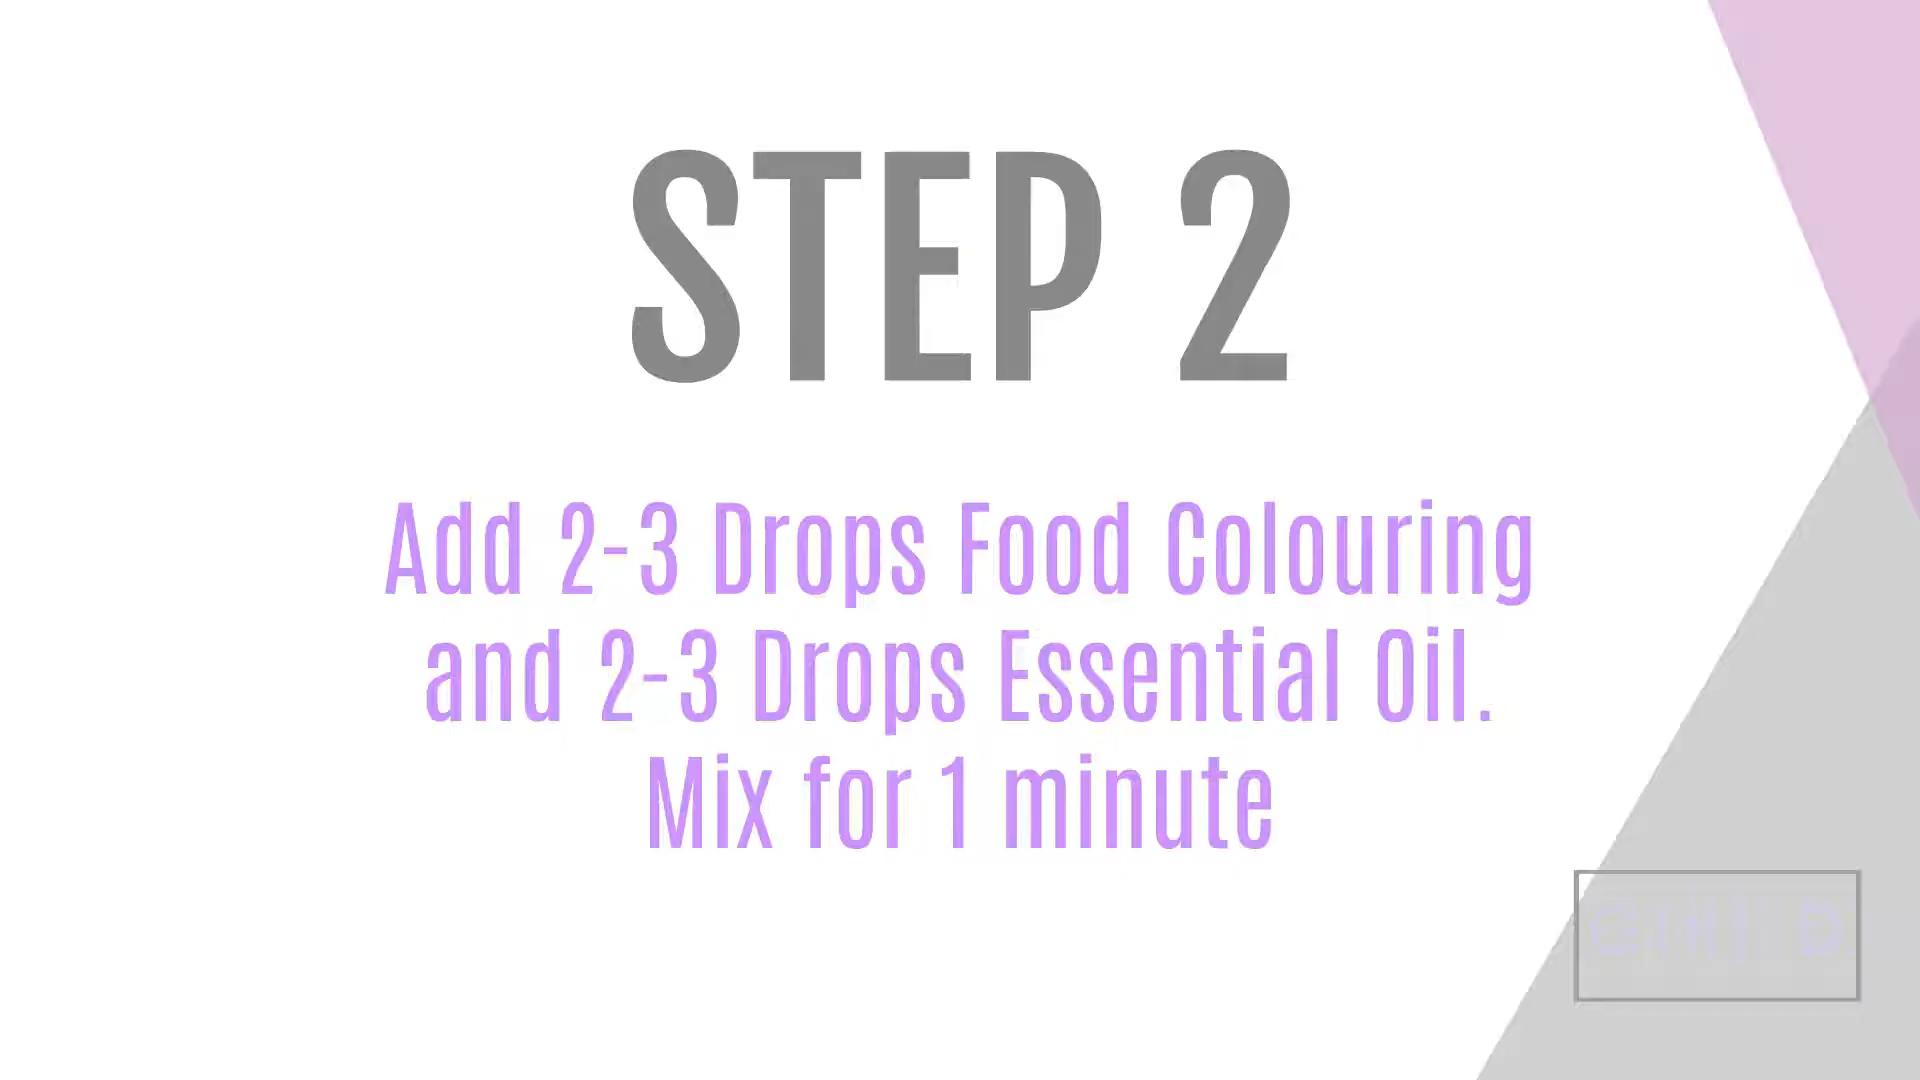 STEP 2
Add 2-3 Drops Food Colouring
and 2-3 Drops Essential Oil.
Mix for 1 minute